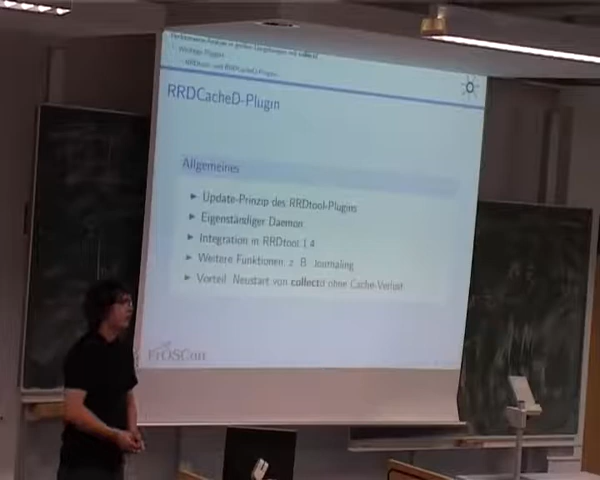 Performance-Analyse in großen Umgebungen mit collectd
Wichtige Plugins
RRDtool- und RRDCacheD-Plugin
RRDCacheD-Plugin
Allgemeines
Update-Prinzip des RRDtool-Plugins
Eigenständiger Daemon
Integration in RRDtool 1.4
Weitere Funktionen, z. B. Journaling
Vorteil: Neustart von collectd ohne Cache-Verlust
FrOSCon